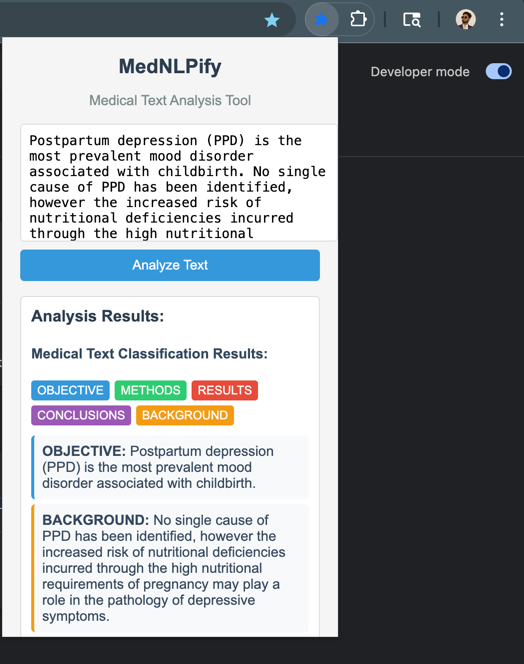 Developer mode
MedNLPify
Medical Text Analysis Tool
Postpartum depression (PPD) is the
most prevalent mood disorder
associated with childbirth. No single
cause of PPD has been identified,
however the increased risk of
nutritional deficiencies incurred
through the high nutritional
Analyze Text
Analysis Results:
Medical Text Classification Results:
OBJECTIVE METHODS RESULTS
CONCLUSIONS BACKGROUND
OBJECTIVE: Postpartum depression
(PPD) is the most prevalent mood
disorder associated with childbirth.
BACKGROUND: No single cause of
PPD has been identified, however the
increased risk of nutritional deficiencies
incurred through the high nutritional
requirements of pregnancy may play a
role in the pathology of depressive
symptoms.